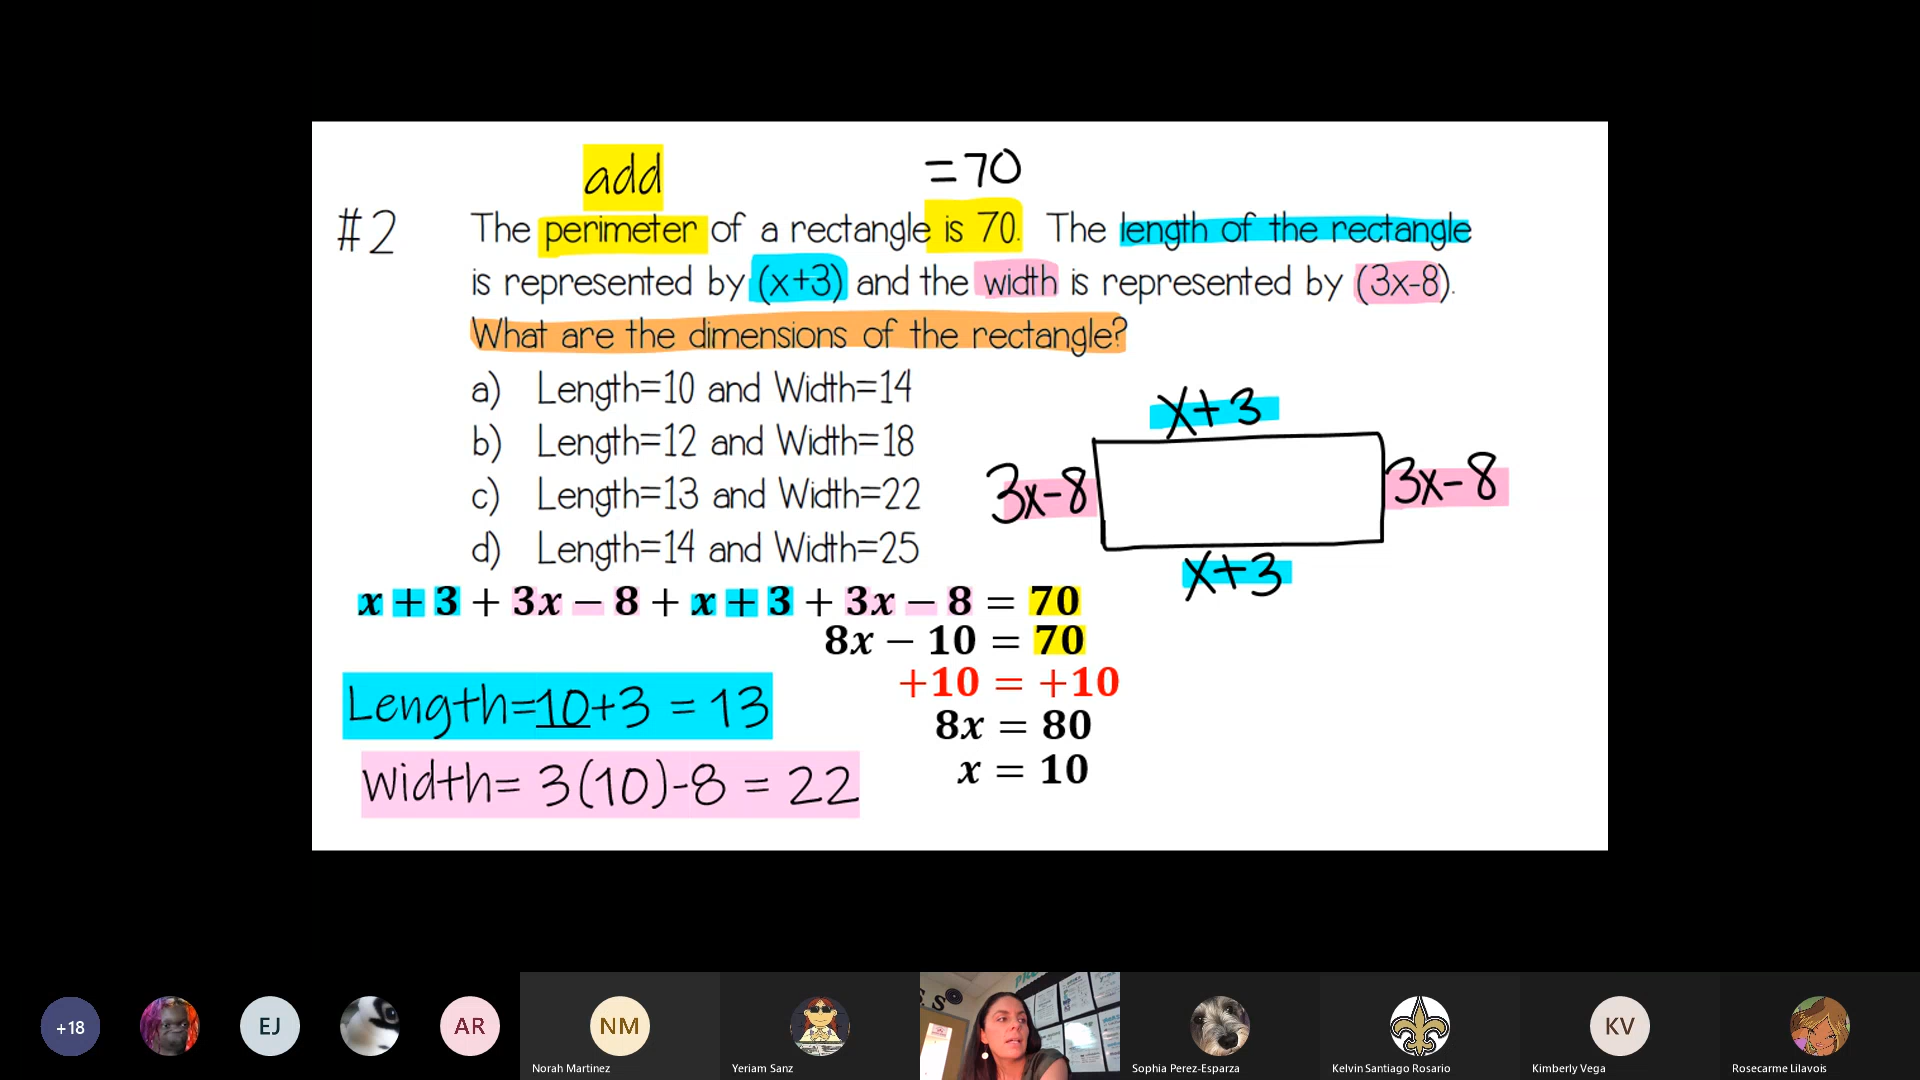 add
=70
#2
The perimeter of a rectangle is 70. The length of the rectangle
is represented by (x+3) and the width is represented by (3x-8).
What are the dimensions of the rectangle?
a) Length=10 and Width=14
b) Length=12 and Width=18
c) Length=13 and Width=22
d) Length=14 and Width=25
x+3
3x-8
3x-8
x+3
x + 3 + 3x − 8 + x + 3 + 3x − 8 = 70
8x − 10 = 70
+10 = +10
8x = 80
x = 10
Length=10+3 = 13
Width= 3(10)-8 = 22
+18
EJ
AR
NM
KV
Norah Martinez
Yeriam Sanz
Sophia Perez-Esparza
Kelvin Santiago Rosario
Kimberly Vega
Rosecarme Lilavois